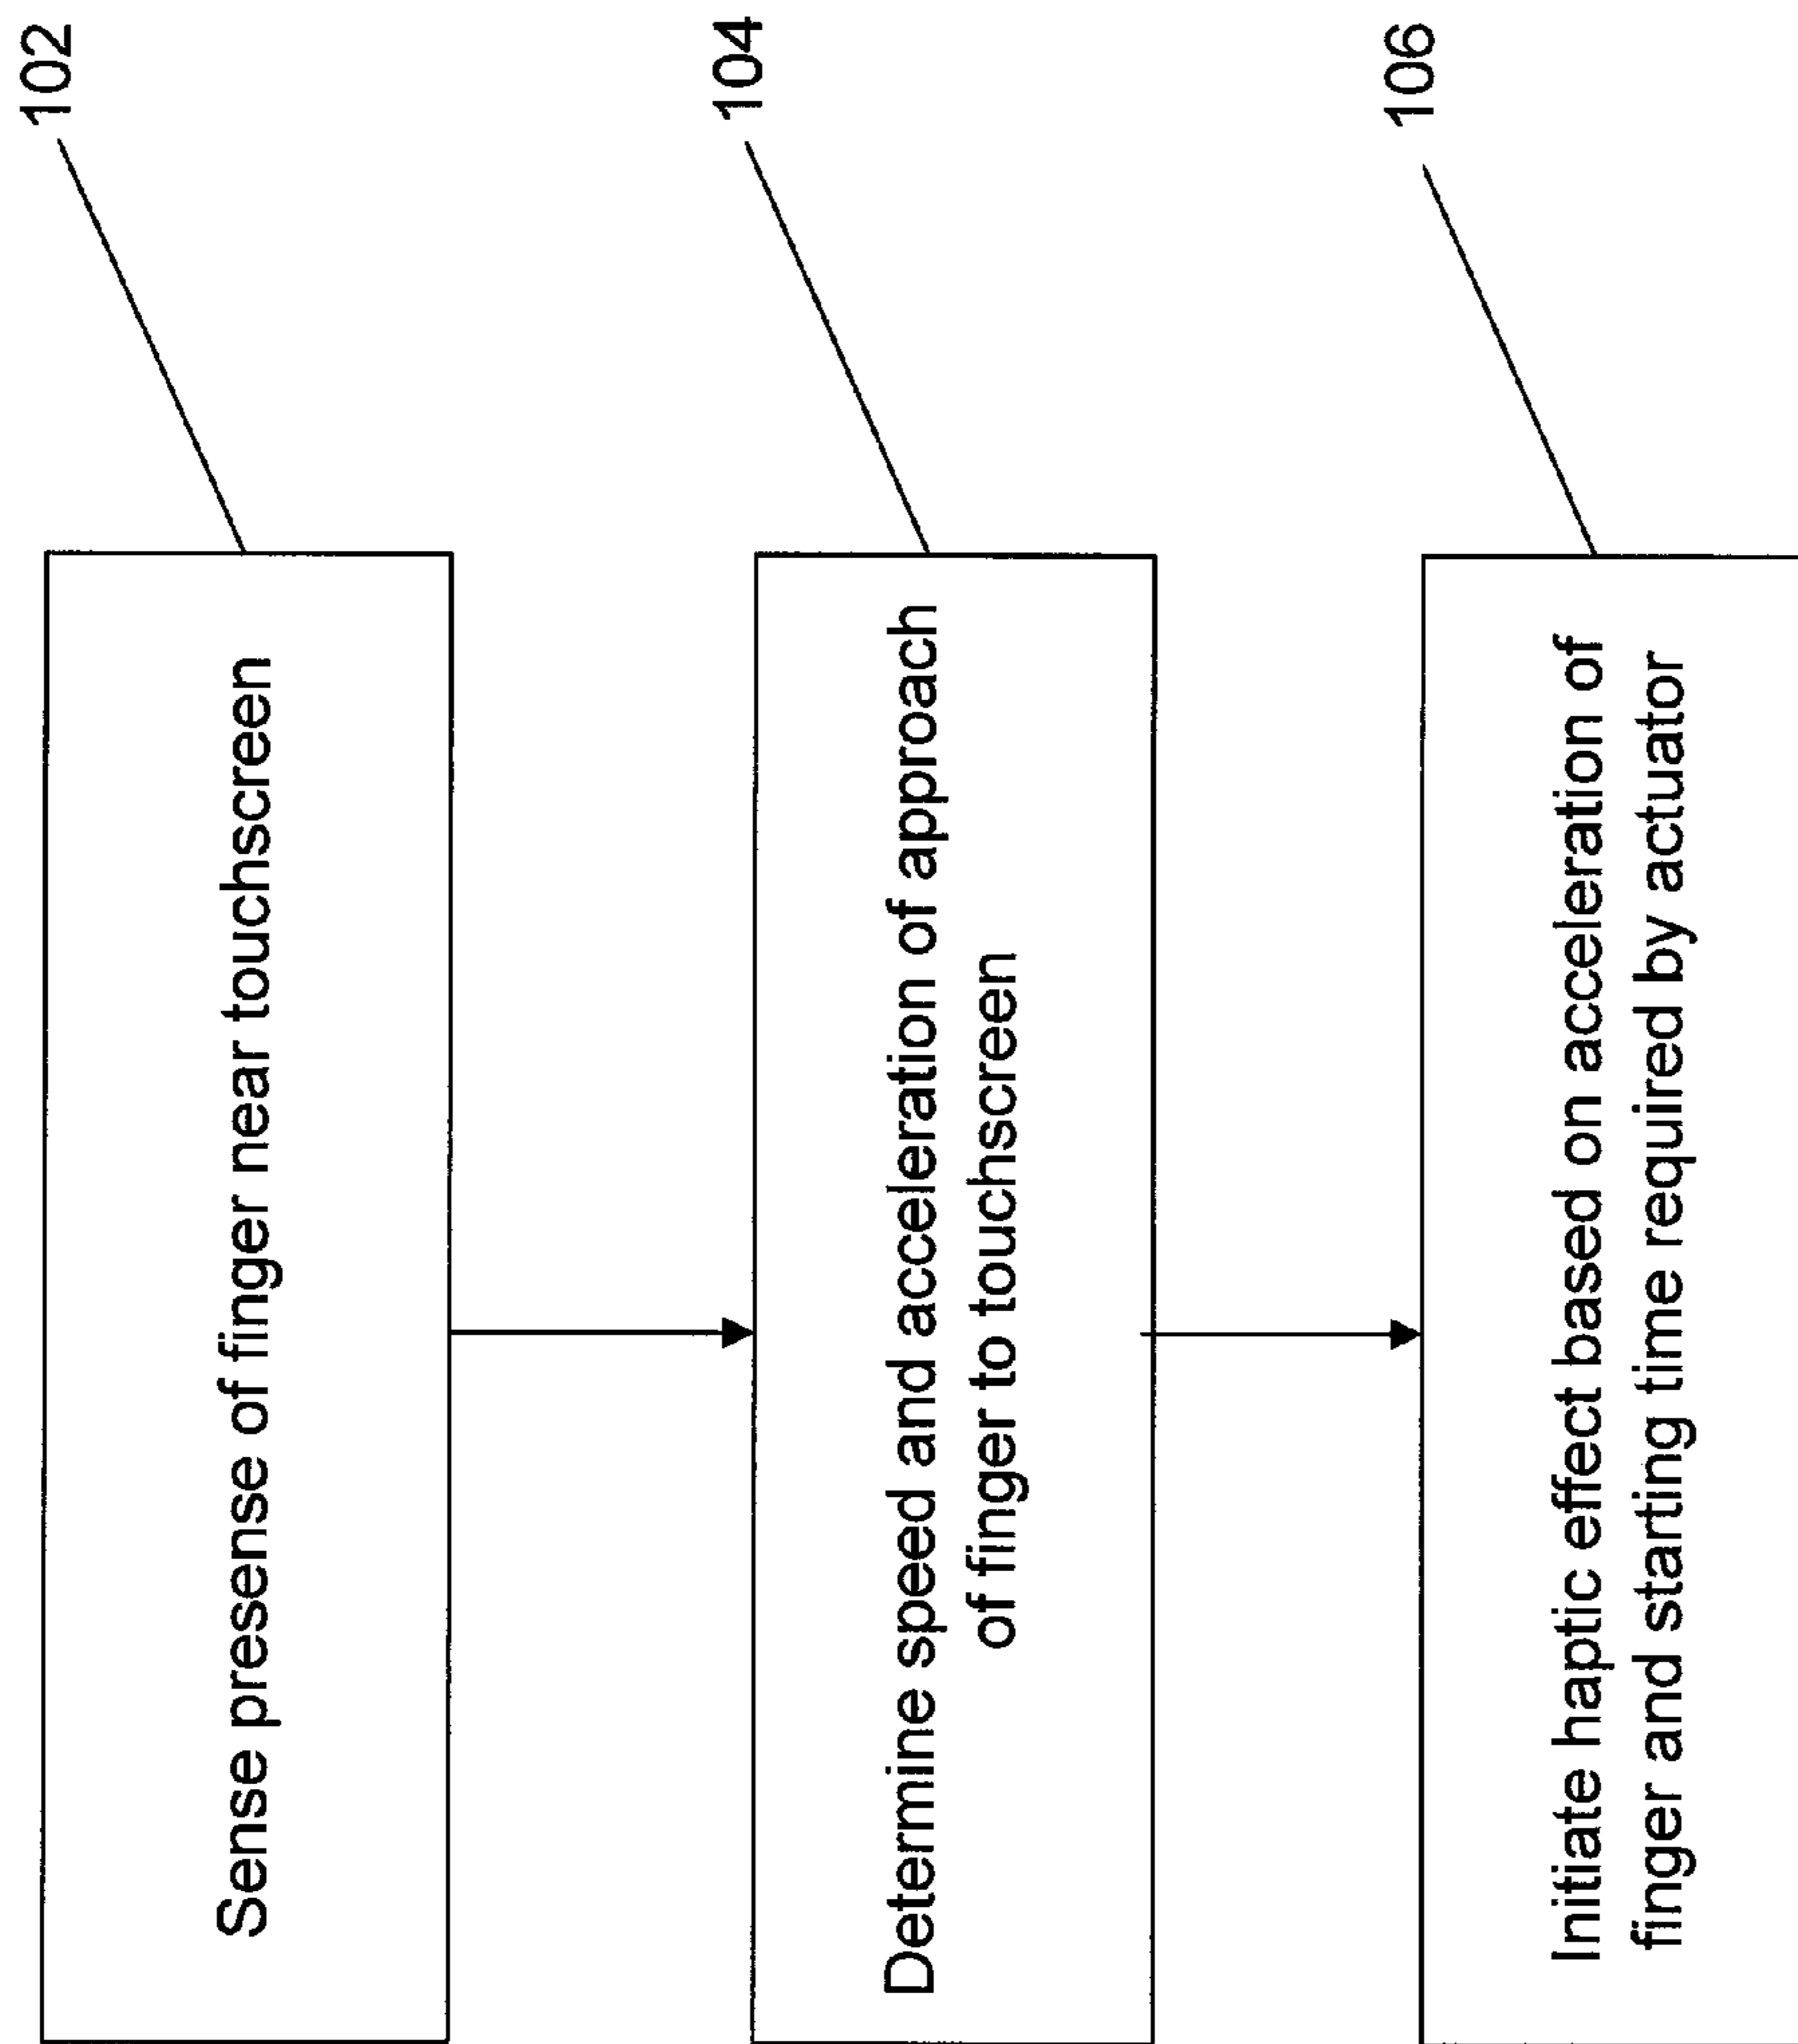 102
Sense presense of finger near touchscreen
104
Determine speed and acceleration of approach
of finger to touchscreen
106
Initiate haptic effect based on acceleration of
finger and starting time required by actuator